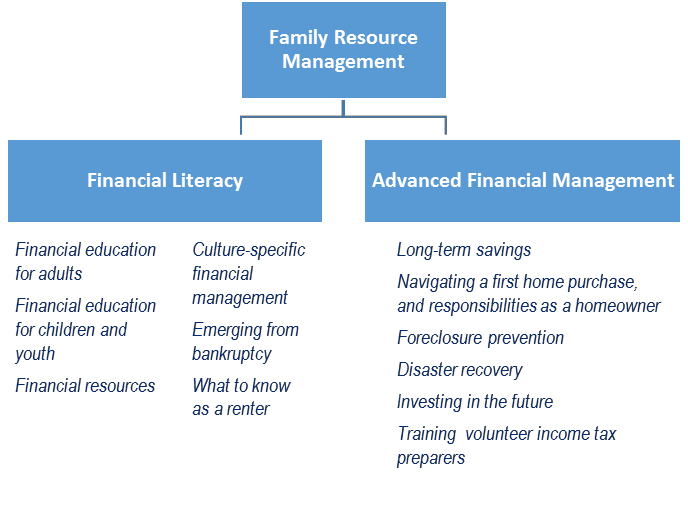 Family Resource
Management
Financial Literacy
Advanced Financial Management
Financial education
for adults
Financial education
for children and
youth
Financial resources
Culture-specific
financial
management
Emerging from
bankruptcy
What to know
as a renter
Long-term savings
Navigating a first home purchase,
and responsibilities as a homeowner
Foreclosure prevention
Disaster recovery
Investing in the future
Training  volunteer income tax
preparers